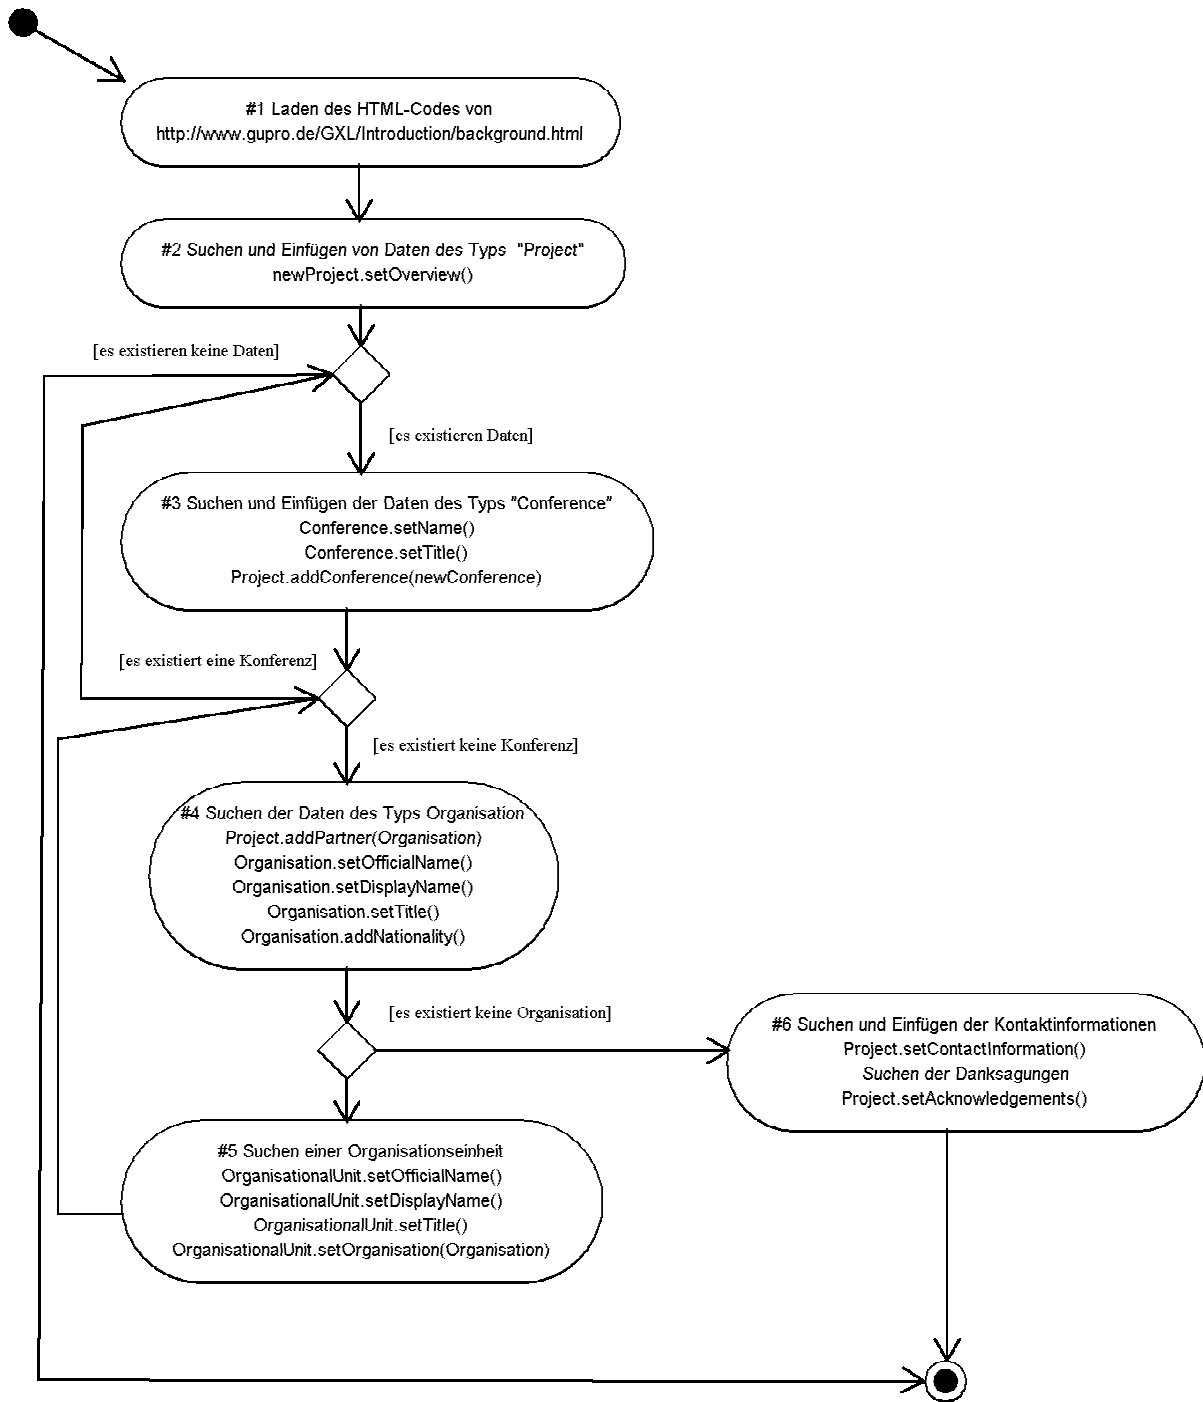 #1 Laden des HTML-Codes von
http://www.gupro.de/GXL/Introduction/background.html
#2 Suchen und Einfügen von Daten des Typs "Project"
newProject.setOverview()
[es existieren keine Daten]
[es existieren Daten]
#3 Suchen und Einfügen der Daten des Typs "Conference"
Conference.setName()
Conference.setTitle()
Project.addConference(newConference)
[es existiert eine Konferenz]
[es existiert keine Konferenz]
#4 Suchen der Daten des Typs Organisation
Project.addPartner(Organisation)
Organisation.setOfficialName()
Organisation.setDisplayName()
Organisation.setTitle()
Organisation.addNationality()
[es existiert keine Organisation]
#6 Suchen und Einfügen der Kontaktinformationen
Project.setContactInformation()
Suchen der Danksagungen
Project.setAcknowledgements()
#5 Suchen einer Organisationseinheit
OrganisationalUnit.setOfficialName()
OrganisationalUnit.setDisplayName()
OrganisationalUnit.setTitle()
OrganisationalUnit.setOrganisation(Organisation)